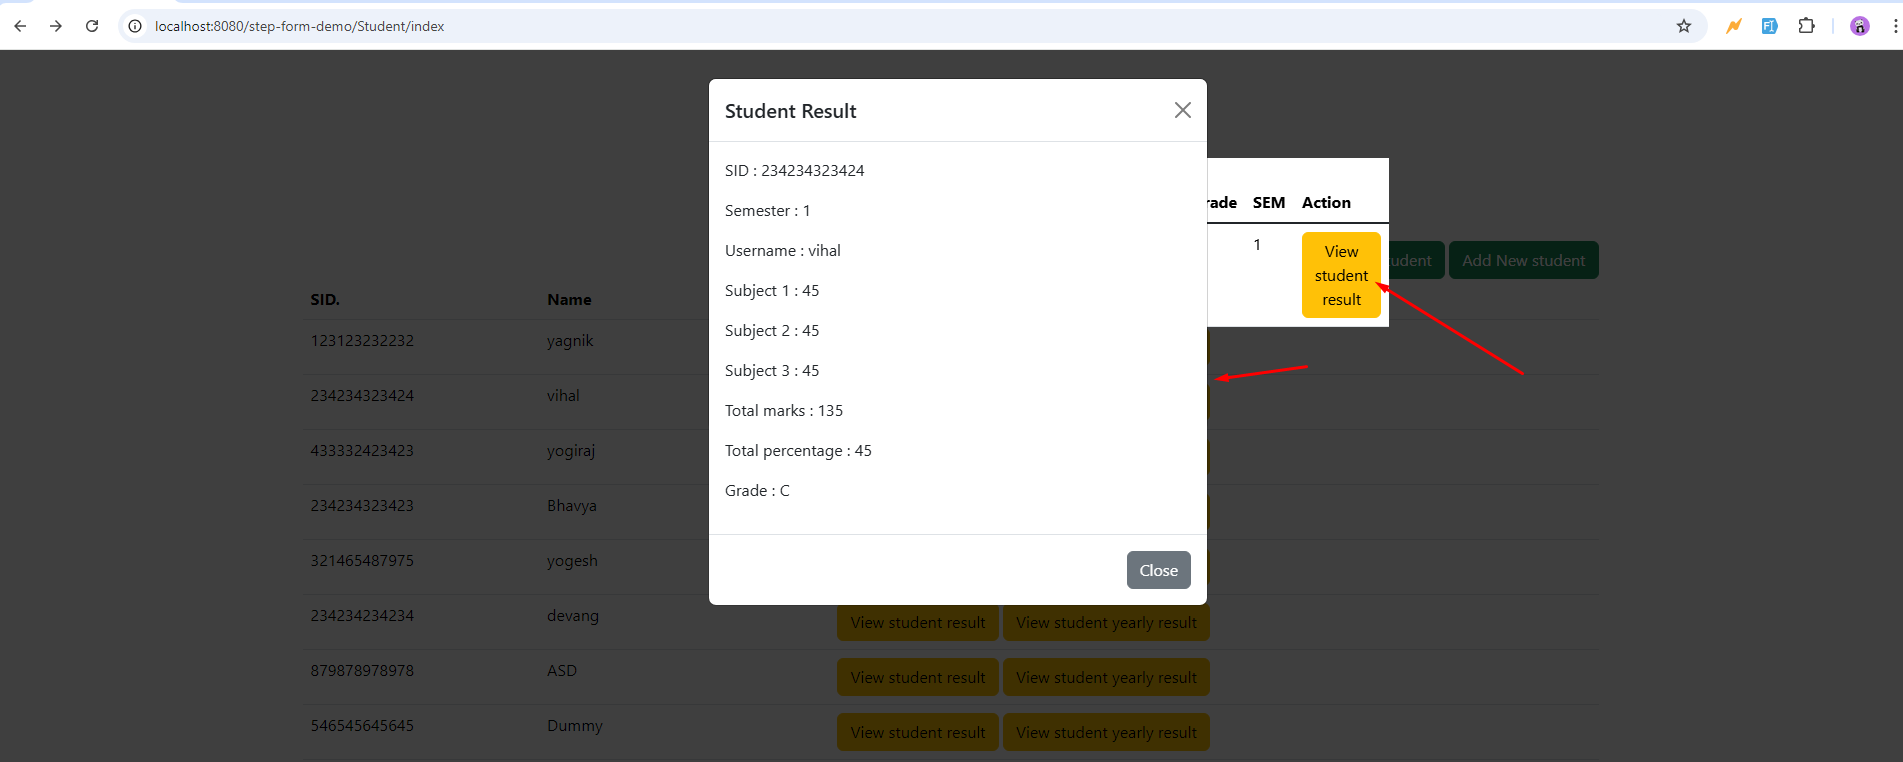 localhost:8080/step-form-demo/Student/index
Student Result
SID : 234234323424
Semester : 1
Username : vihal
Subject 1 : 45
Subject 2 : 45
Subject 3 : 45
Total marks : 135
Total percentage : 45
Grade : C
Close
rade SEM Action
1 View student result
udent Add New student
SID. Name
123123232232 yagnik
234234323424 vihal
433332423423 yogiraj
234234323423 Bhavya
321465487975 yogesh
234234234234 devang View student result View student yearly result
879878978978 ASD View student result View student yearly result
546545645645 Dummy View student result View student yearly result